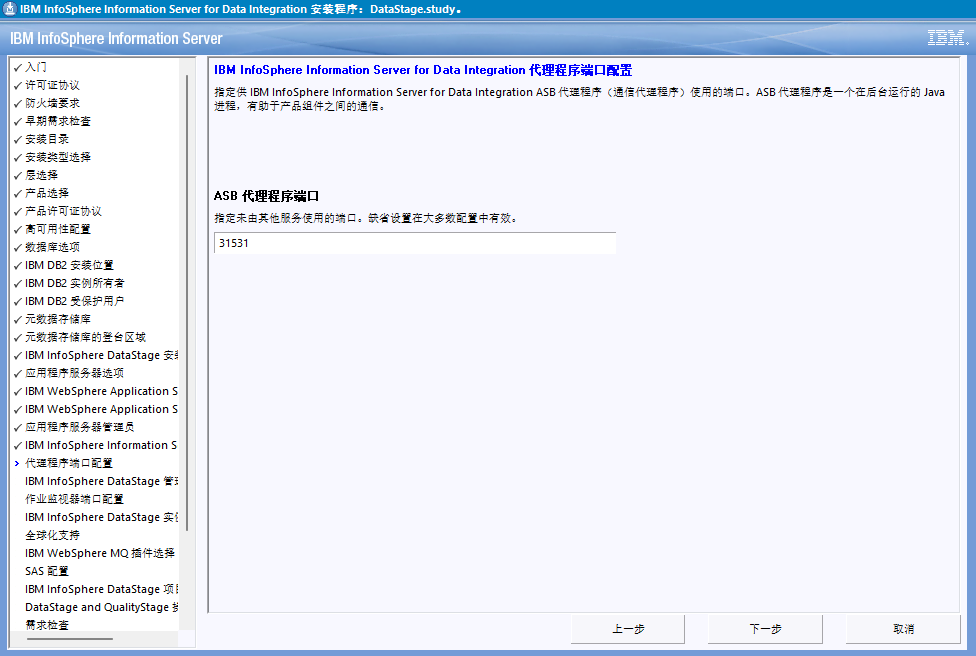 IBM InfoSphere Information Server for Data Integration 安装程序：DataStage.study。
IBM InfoSphere Information Server
IBM
入门
许可证协议
防火墙要求
早期需求检查
安装目录
安装类型选择
层选择
产品选择
产品许可证协议
高可用性配置
数据库选项
IBM DB2 安装位置
IBM DB2 实例所有者
IBM DB2 受保护用户
元数据存储库
元数据存储库的登台区域
IBM InfoSphere DataStage 安
应用程序服务器选项
IBM WebSphere Application S
IBM WebSphere Application S
应用程序服务器管理员
IBM InfoSphere Information S
代理程序端口配置
IBM InfoSphere DataStage 管
作业监视器端口配置
IBM InfoSphere DataStage 实
全球化支持
IBM WebSphere MQ 插件选择
SAS 配置
IBM InfoSphere DataStage 项
DataStage and QualityStage
需求检查
IBM InfoSphere Information Server for Data Integration 代理程序端口配置
指定供 IBM InfoSphere Information Server for Data Integration ASB 代理程序（通信代理程序）使用的端口。ASB 代理程序是一个在后台运行的 Java
进程，有助于产品组件之间的通信。
ASB 代理程序端口
指定未由其他服务使用的端口。缺省设置在大多数配置中有效。
31531
上一步
下一步
取消